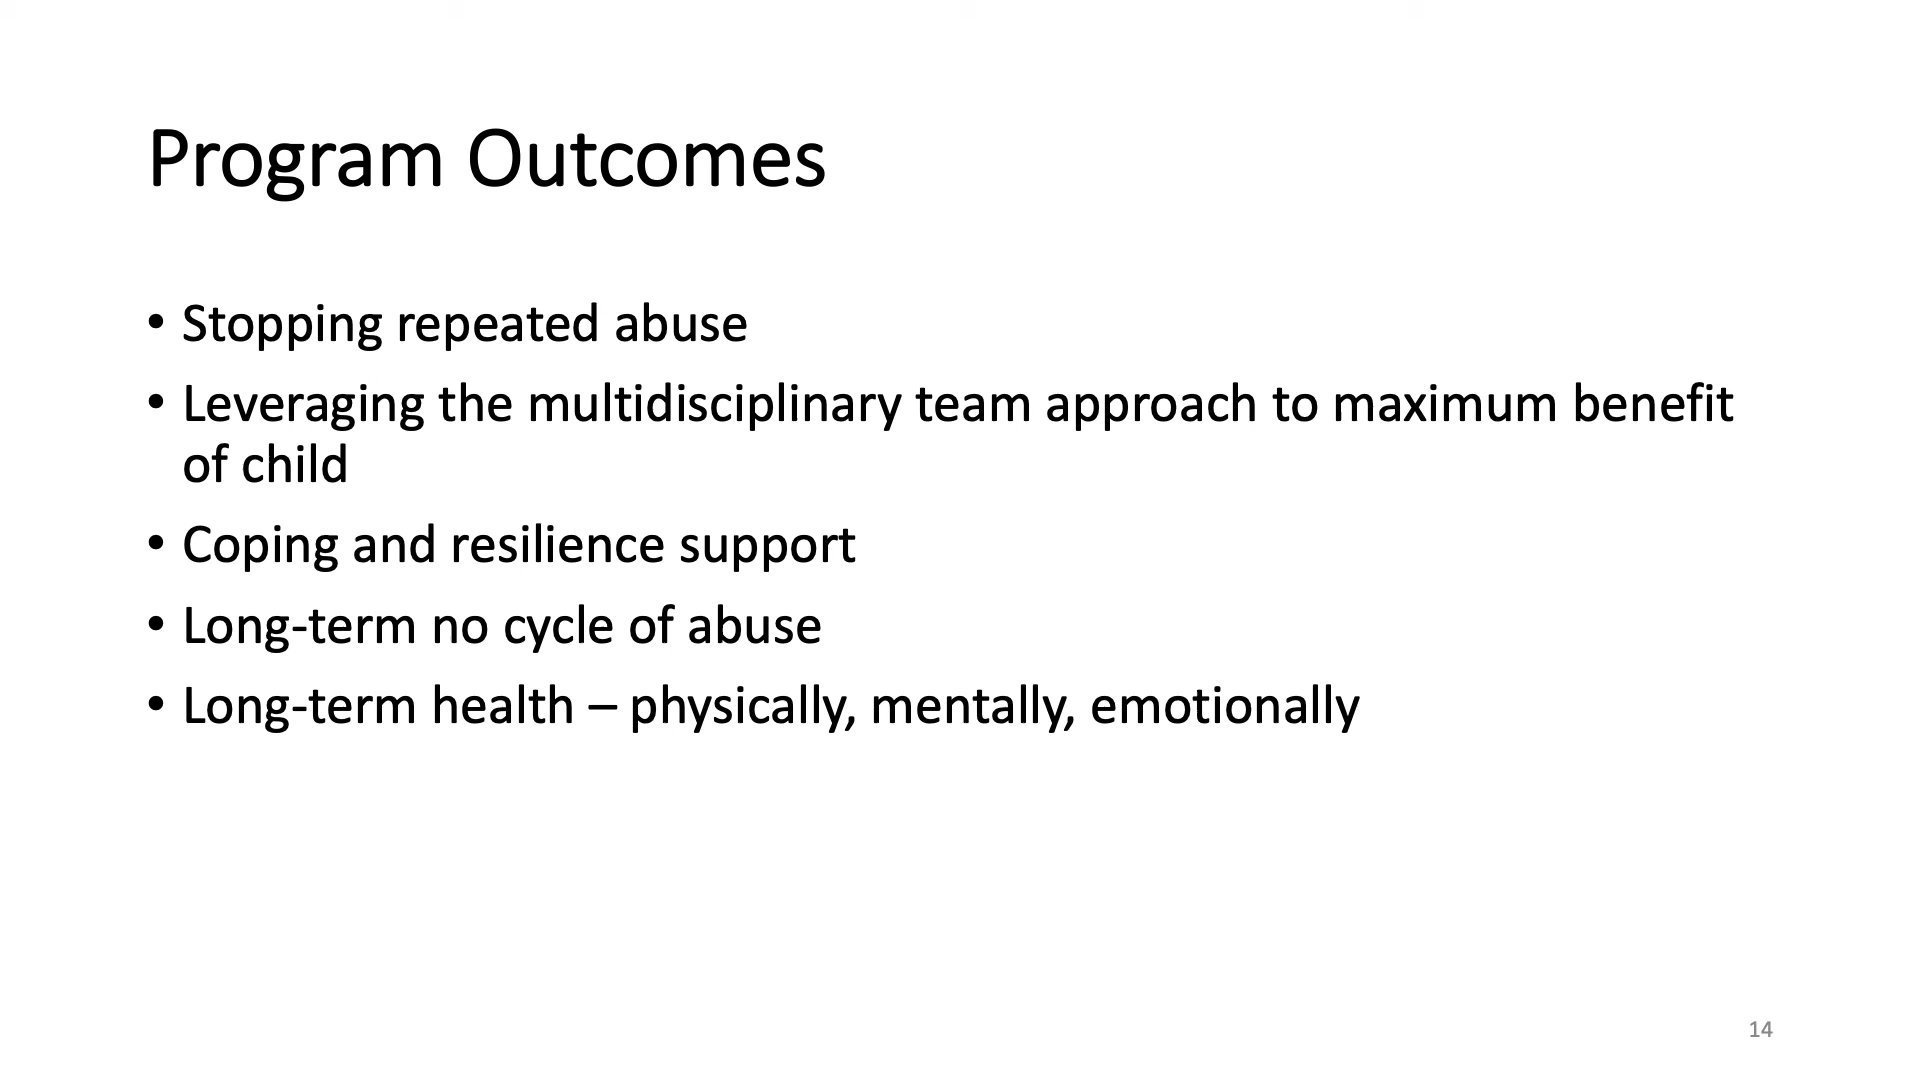 Program Outcomes
• Stopping repeated abuse
• Leveraging the multidisciplinary team approach to maximum benefit
of child
• Coping and resilience support
• Long-term no cycle of abuse
• Long-term health – physically, mentally, emotionally
14